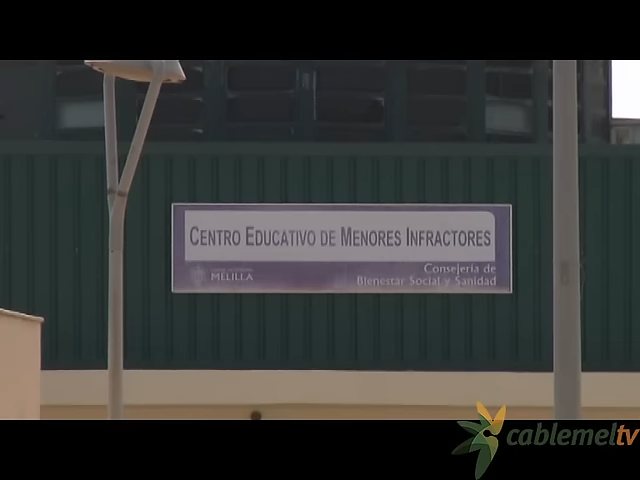 CENTRO EDUCATIVO DE MENORES INFRACTORES
MELILLA
Consejería de
Bienestar Social y Sanidad
cablemeltv